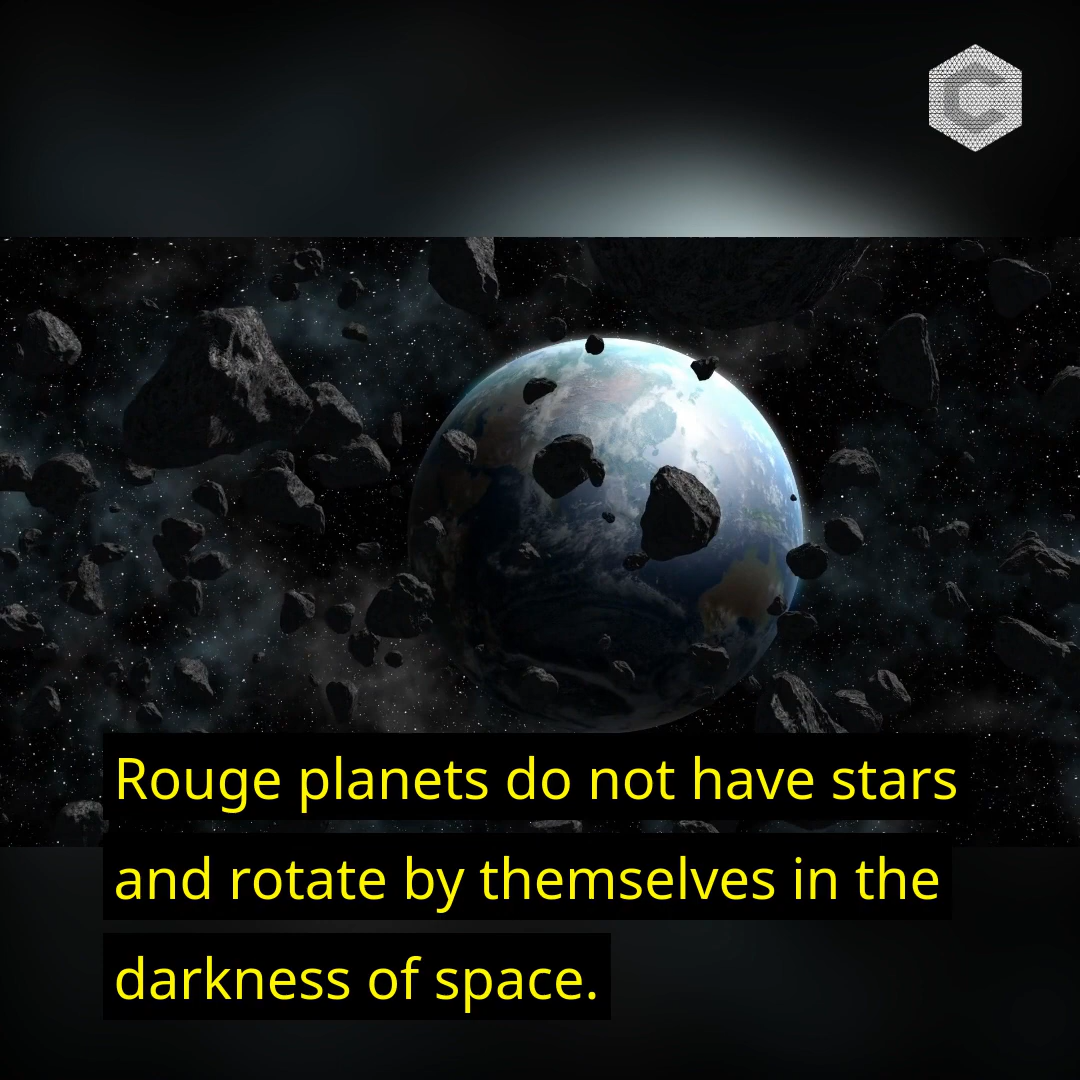 C
Rouge planets do not have stars
and rotate by themselves in the
darkness of space.